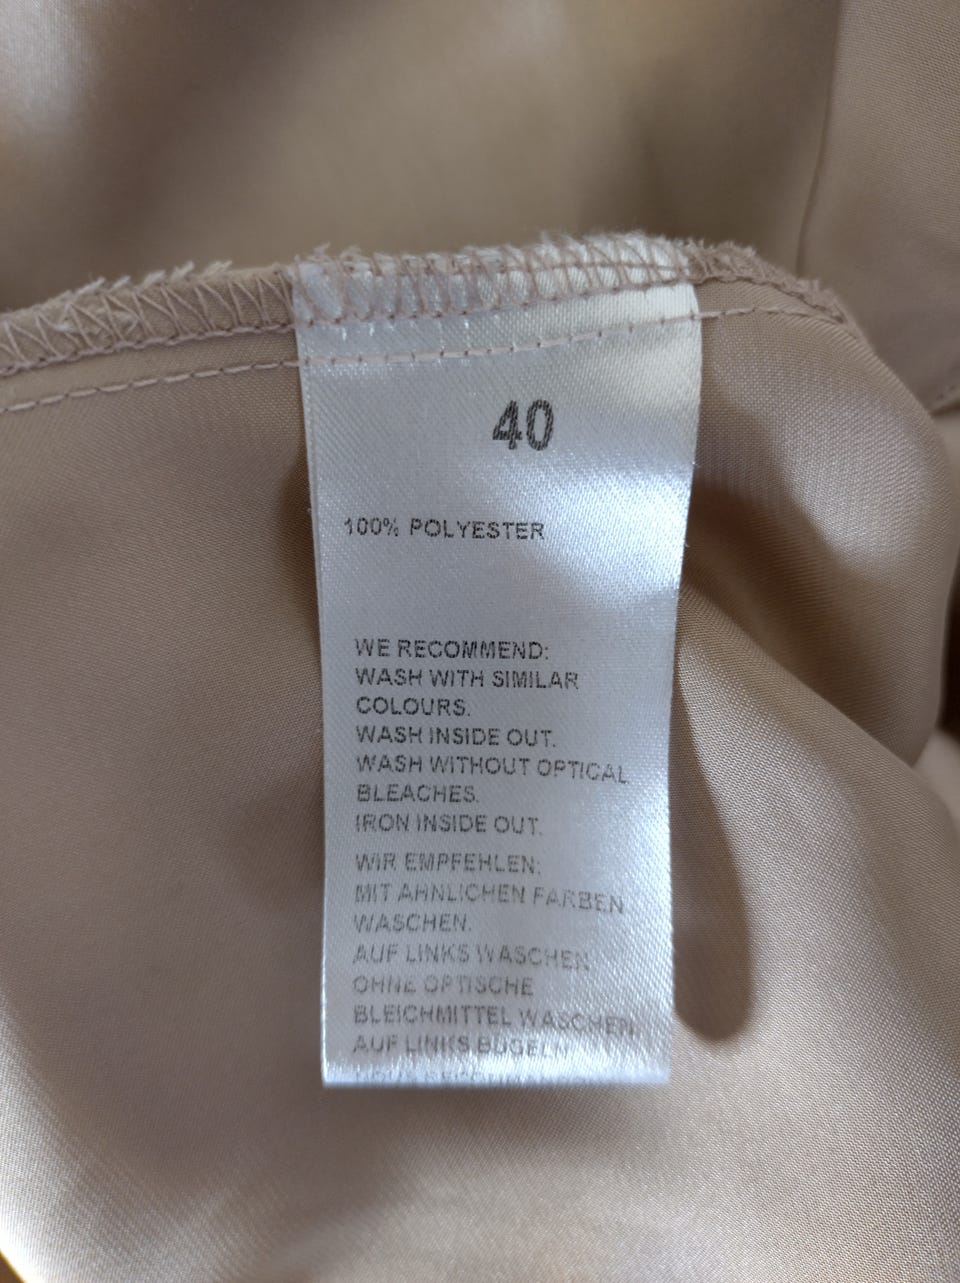 40
100% POLYESTER
WE RECOMMEND:
WASH WITH SIMILAR
COLOURS.
WASH INSIDE OUT.
WASH WITHOUT OPTICAL
BLEACHES.
IRON INSIDE OUT.
WIR EMPFEHLEN:
MIT AHNLICHEN FARBEN
WASCHEN.
AUF LINKS WASCHEN
OHNE OPTISCHE
BLEICHMITTEL WASCHEN.
AUF LINKS BÜGELN